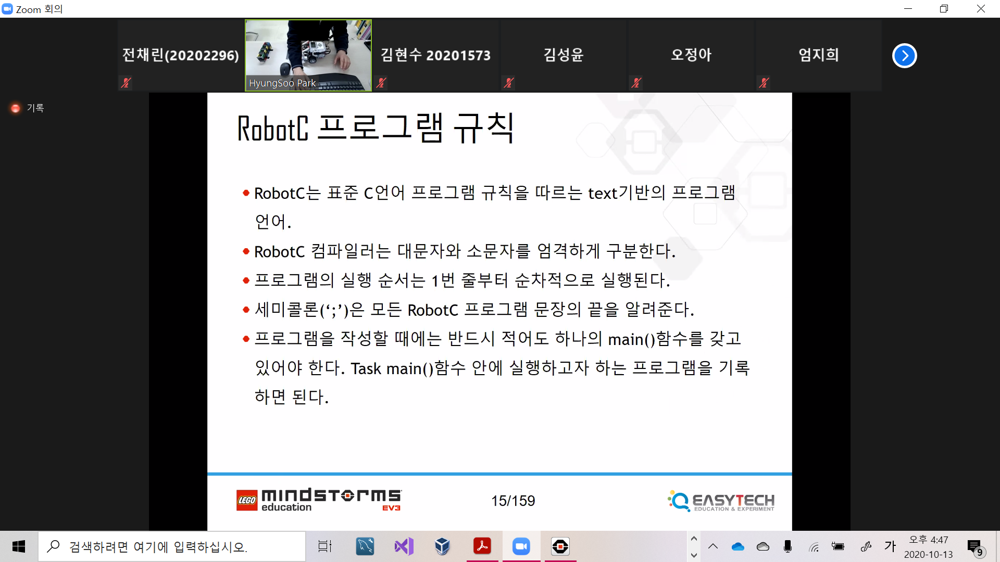 Zoom 회의
전채린(20202296)
HyungSoo Park
김현수 20201573
김성윤
오정아
엄지희
기록
RobotC 프로그램 규칙
RobotC는 표준 C언어 프로그램 규칙을 따르는 text기반의 프로그램
언어.
RobotC 컴파일러는 대문자와 소문자를 엄격하게 구분한다.
프로그램의 실행 순서는 1번 줄부터 순차적으로 실행된다.
세미콜론(‘;’)은 모든 RobotC 프로그램 문장의 끝을 알려준다.
프로그램을 작성할 때에는 반드시 적어도 하나의 main()함수를 갖고
있어야 한다. Task main()함수 안에 실행하고자 하는 프로그램을 기록
하면 된다.
LEGO mindstorms
education EV3
15/159
EASYTECH
EDUCATION & EXPERIMENT
검색하려면 여기에 입력하십시오.
가
오후 4:47
2020-10-13
9